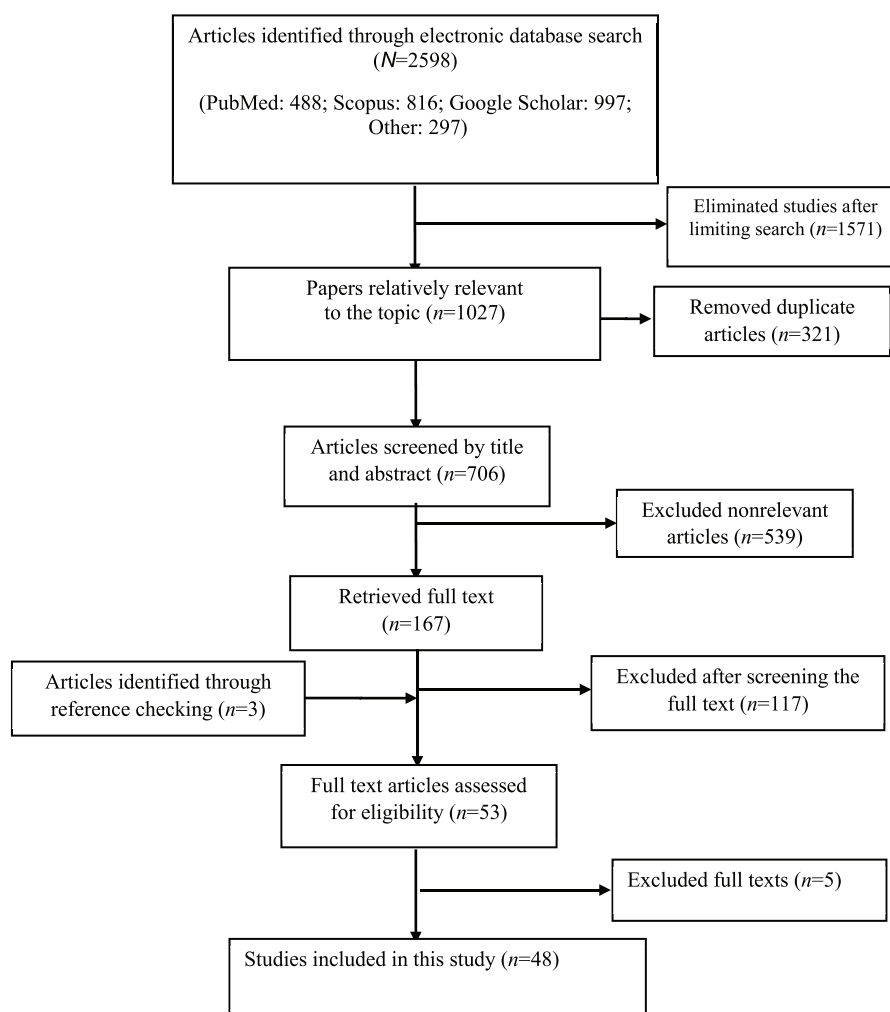 Articles identified through electronic database search
(N=2598)
(PubMed: 488; Scopus: 816; Google Scholar: 997;
Other: 297)
Eliminated studies after
limiting search (n=1571)
Papers relatively relevant
to the topic (n=1027)
Removed duplicate
articles (n=321)
Articles screened by title
and abstract (n=706)
Excluded nonrelevant
articles (n=539)
Retrieved full text
(n=167)
Articles identified through
reference checking (n=3)
Excluded after screening the
full text (n=117)
Full text articles assessed
for eligibility (n=53)
Excluded full texts (n=5)
Studies included in this study (n=48)